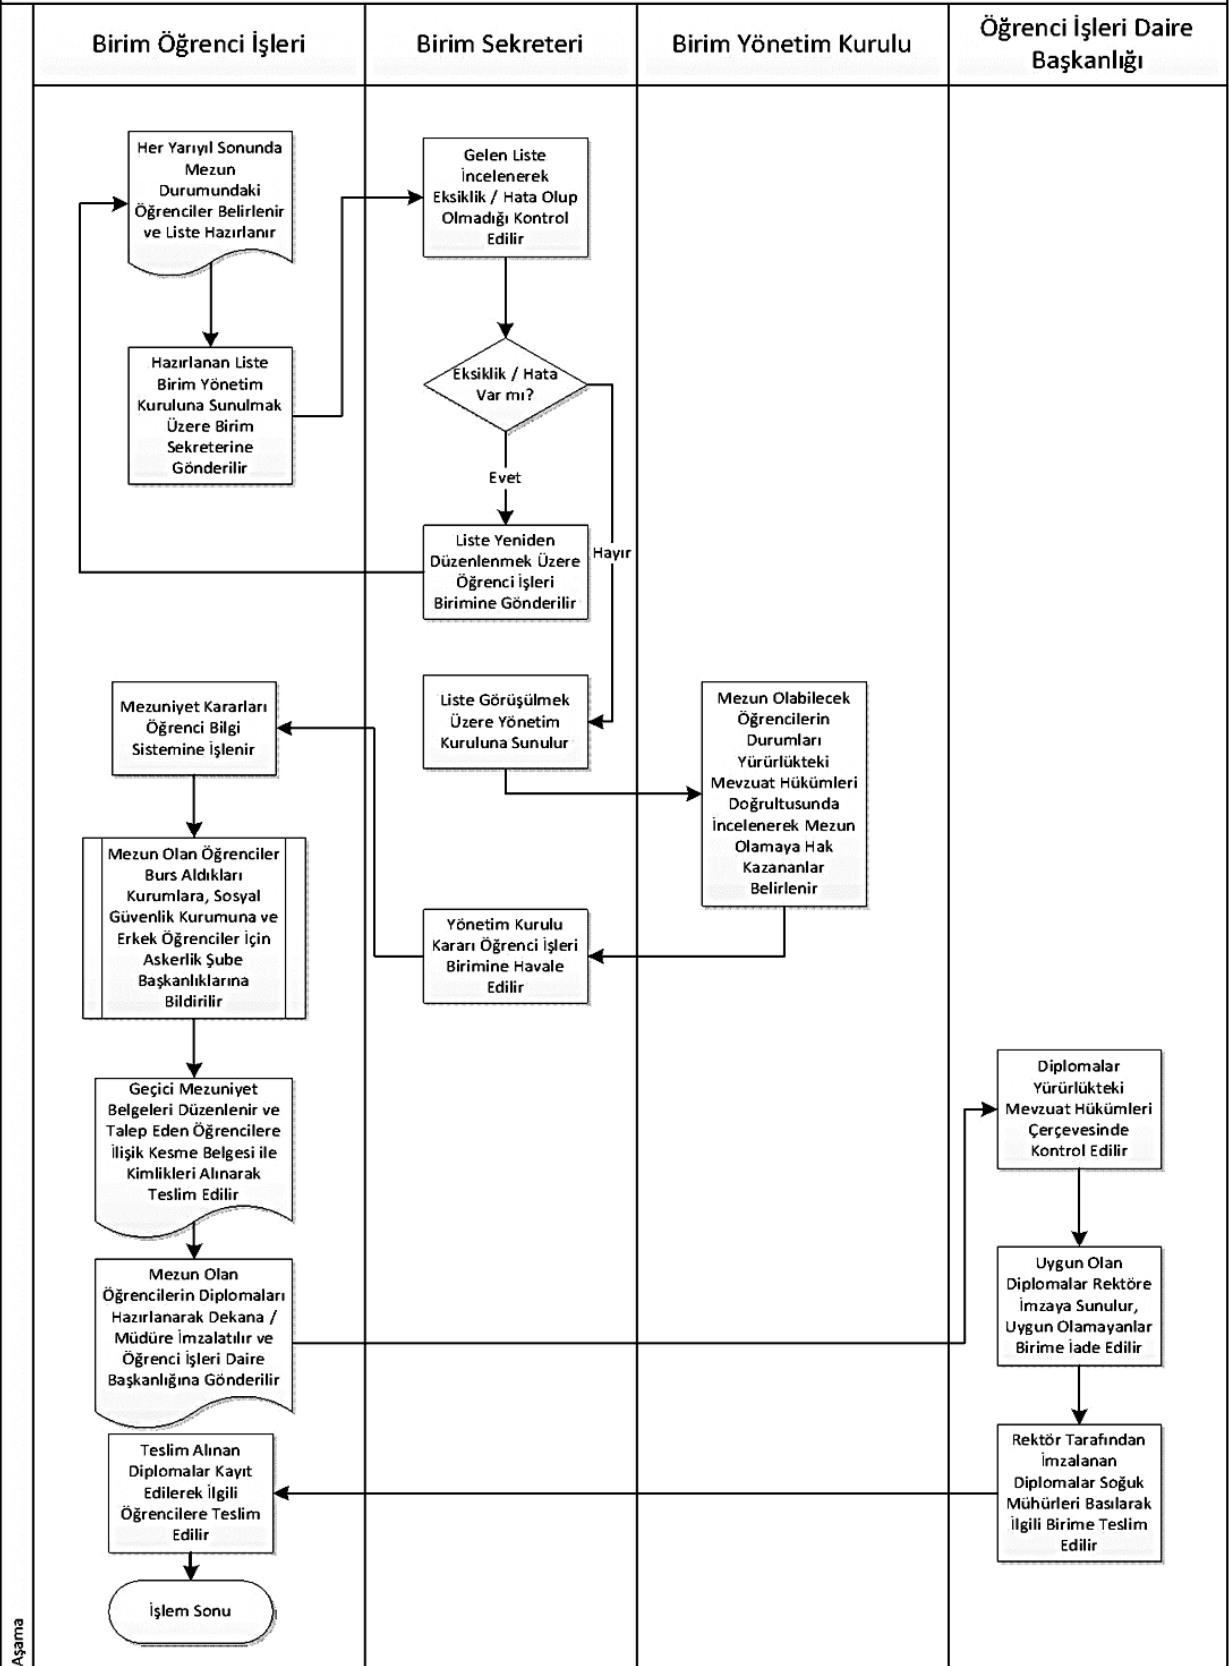 Birim Öğrenci İşleri
Birim Sekreteri
Birim Yönetim Kurulu
Öğrenci İşleri Daire
Başkanlığı
Her Yarıyıl Sonunda
Mezun
Durumundaki
Öğrenciler Belirlenir
ve Liste Hazırlanır
Hazırlanan Liste
Birim Yönetim
Kuruluna Sunulmak
Üzere Birim
Sekreterine
Gönderilir
Gelen Liste
İncelenerek
Eksiklik / Hata Olup
Olmadığı Kontrol
Edilir
Eksiklik / Hata
Var mı?
Evet
Hayır
Liste Yeniden
Düzenlenmek Üzere
Öğrenci İşleri
Birimine Gönderilir
Liste Görüşülmek
Üzere Yönetim
Kuruluna Sunulur
Mezun Olabilecek
Öğrencilerin
Durumları
Yürürlükteki
Mevzuat Hükümleri
Doğrultusunda
İncelenerek Mezun
Olamaya Hak
Kazananlar
Belirlenir
Yönetim Kurulu
Kararı Öğrenci İşleri
Birimine Havale
Edilir
Mezuniyet Kararları
Öğrenci Bilgi
Sistemine İşlenir
Mezun Olan Öğrenciler
Burs Aldıkları
Kurumlara, Sosyal
Güvenlik Kurumuna ve
Erkek Öğrenciler İçin
Askerlik Şube
Başkanlıklarına
Bildirilir
Geçici Mezuniyet
Belgeleri Düzenlenir ve
Talep Eden Öğrencilere
İlişik Kesme Belgesi ile
Kimlikleri Alınarak
Teslim Edilir
Mezun Olan
Öğrencilerin Diplomaları
Hazırlanarak Dekana /
Müdüre İmzalatılır ve
Öğrenci İşleri Daire
Başkanlığına Gönderilir
Diplomalar
Yürürlükteki
Mevzuat Hükümleri
Çerçevesinde
Kontrol Edilir
Uygun Olan
Diplomalar Rektöre
İmzaya Sunulur,
Uygun Olamayanlar
Birime İade Edilir
Rektör Tarafından
İmzalanan
Diplomalar Soğuk
Mühürleri Basılarak
İlgili Birime Teslim
Edilir
Teslim Alınan
Diplomalar Kayıt
Edilerek İlgili
Öğrencilere Teslim
Edilir
İşlem Sonu
Aşama